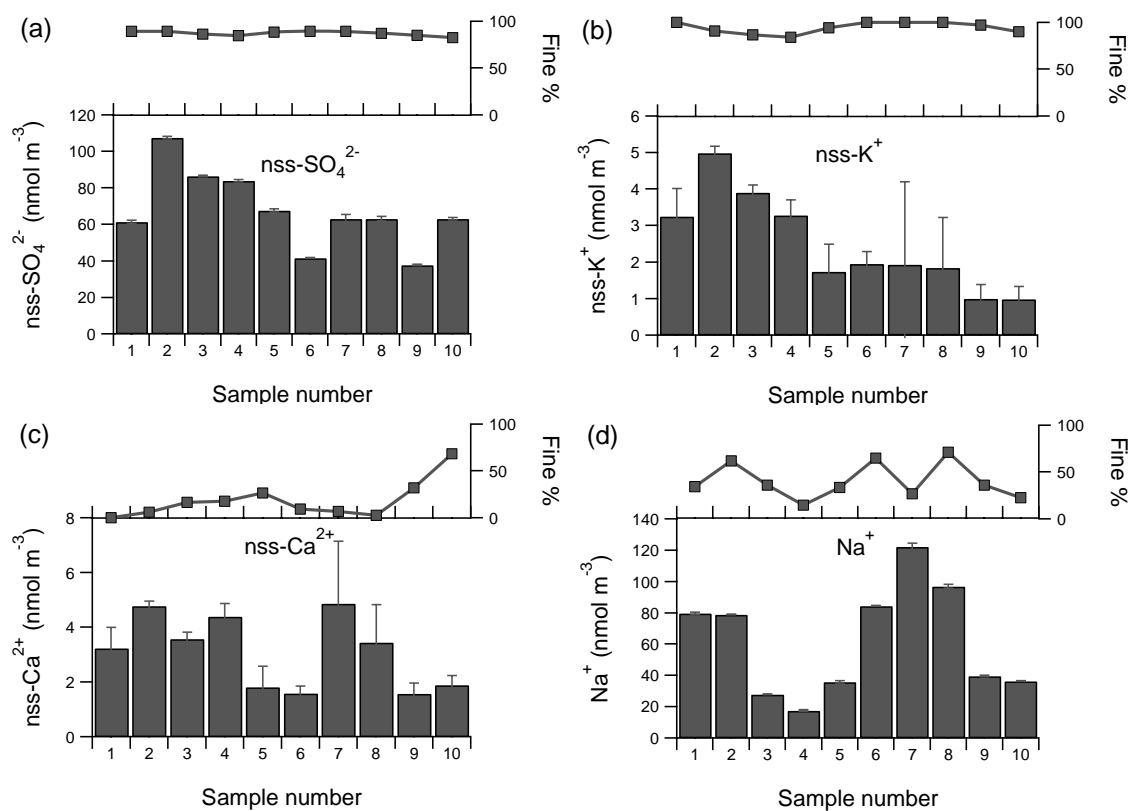 (a)
100
50
0
Fine %
120
100
80
60
40
20
0
nss-SO₄²⁻ (nmol m⁻³)
nss-SO₄²⁻
1 2 3 4 5 6 7 8 9 10
Sample number
(b)
100
50
0
Fine %
6
5
4
3
2
1
0
nss-K⁺ (nmol m⁻³)
nss-K⁺
1 2 3 4 5 6 7 8 9 10
Sample number
(c)
100
50
0
Fine %
8
6
4
2
0
nss-Ca²⁺ (nmol m⁻³)
nss-Ca²⁺
1 2 3 4 5 6 7 8 9 10
Sample number
(d)
100
50
0
Fine %
140
120
100
80
60
40
20
0
Na⁺ (nmol m⁻³)
Na⁺
1 2 3 4 5 6 7 8 9 10
Sample number